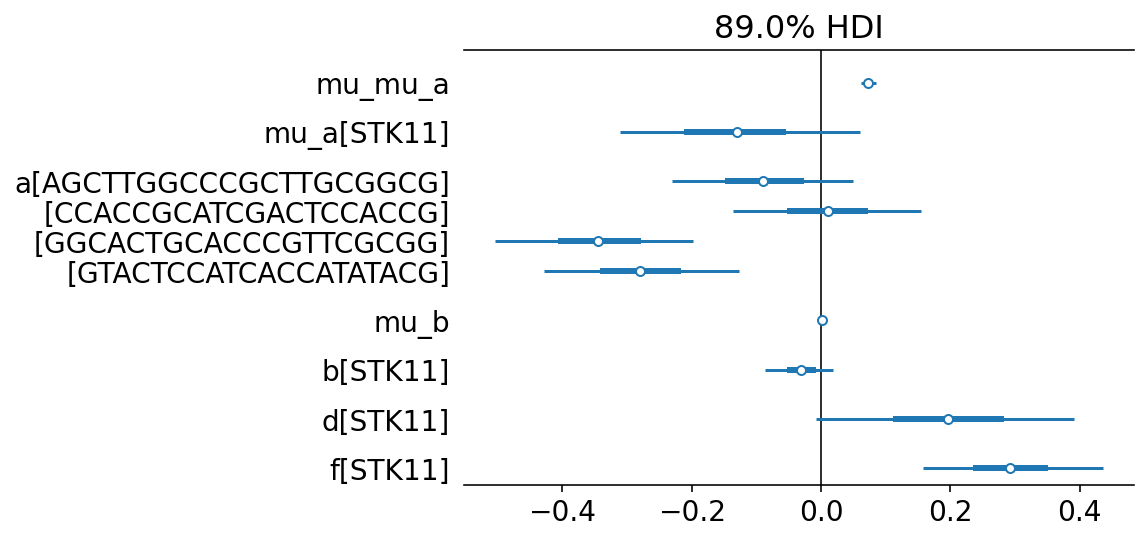 89.0% HDI
mu_mu_a
mu_a[STK11]
a[AGCTTGGCCCGCTTGCGGCG]
[CCACCGCATCGACTCCACCG]
[GGCACTGCACCCGTTCGCGG]
[GTACTCCATCACCATATACG]
mu_b
b[STK11]
d[STK11]
f[STK11]
−0.4 −0.2 0.0 0.2 0.4